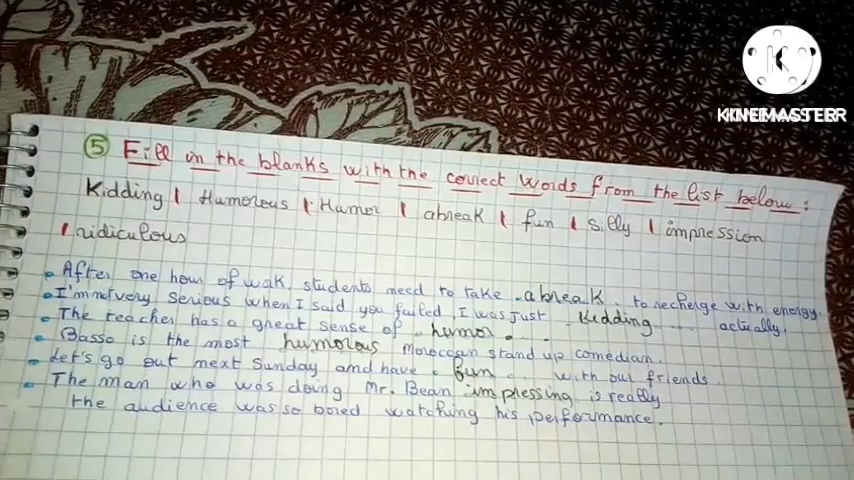 K
KINEMASTER
5 Fill in the blanks with the correct words from the list below :
Kidding | Humorous | Humor | abreak | fun | silly | impression
| ridiculous
• After one hour of work, students need to take .abreak. to recherge with energy.
• I'm not very serious when I said you failed, I was Just .Kidding.... actually.
• The teacher has a great sense of ..humor....
• Basso is the most humorous moroccan stand up comedian.
• Let's go out next Sunday and have . fun ... with our friends.
• The man who was doing Mr. Bean impressing is really
the audience was so bored watching his performance.